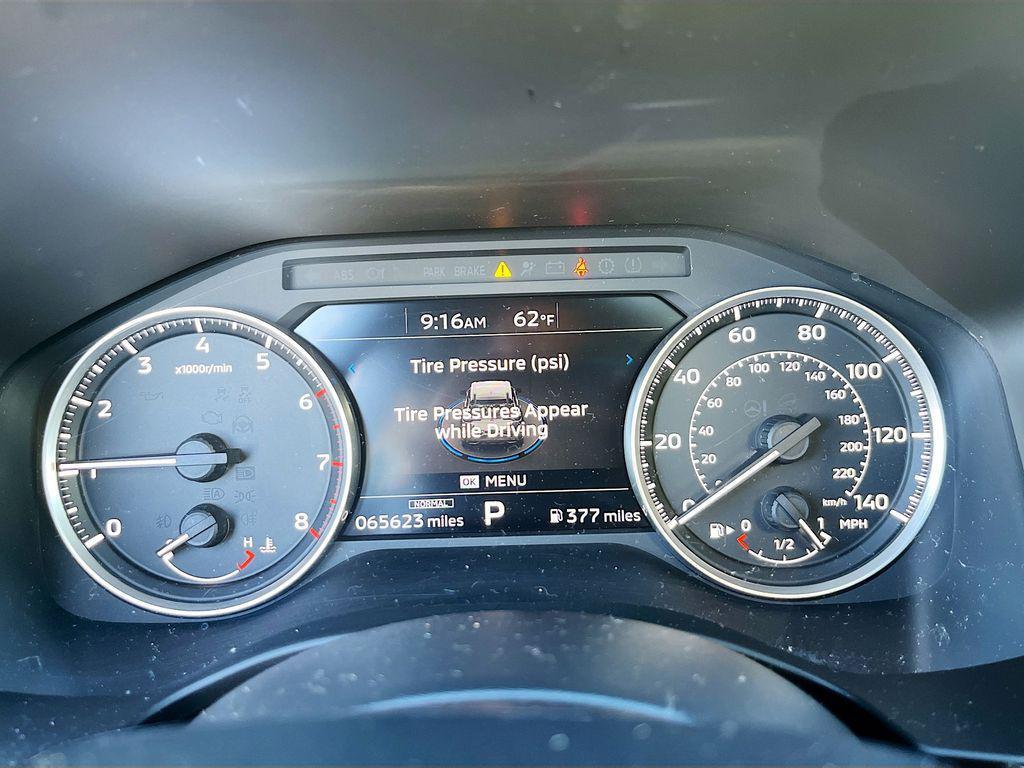 ABS PARK BRAKE
9:16AM 62°F
Tire Pressure (psi)
Tire Pressures Appear
while Driving
OK MENU
NORMAL
065623 miles P 377 miles
0 1 2 3 4 5 6 7 8
x1000r/min
OFF
A
H
0 20 40 60 80 100 120 140
MPH
20 40 60 80 100 120 140 160 180 200 220
km/h
0 1/2 1